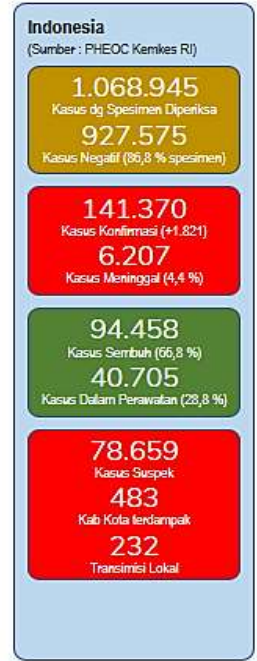 Indonesia
(Sumber : PHEOC Kemkes RI)
1.068.945
Kasus dg Spesimen Diperiksa
927.575
Kasus Negatif (86,8 % spesimen)
141.370
Kasus Konfirmasi (+1.821)
6.207
Kasus Meninggal (4,4 %)
94.458
Kasus Sembuh (66,8 %)
40.705
Kasus Dalam Perawatan (28,8 %)
78.659
Kasus Suspek
483
Kab Kota terdampak
232
Transimisi Lokal